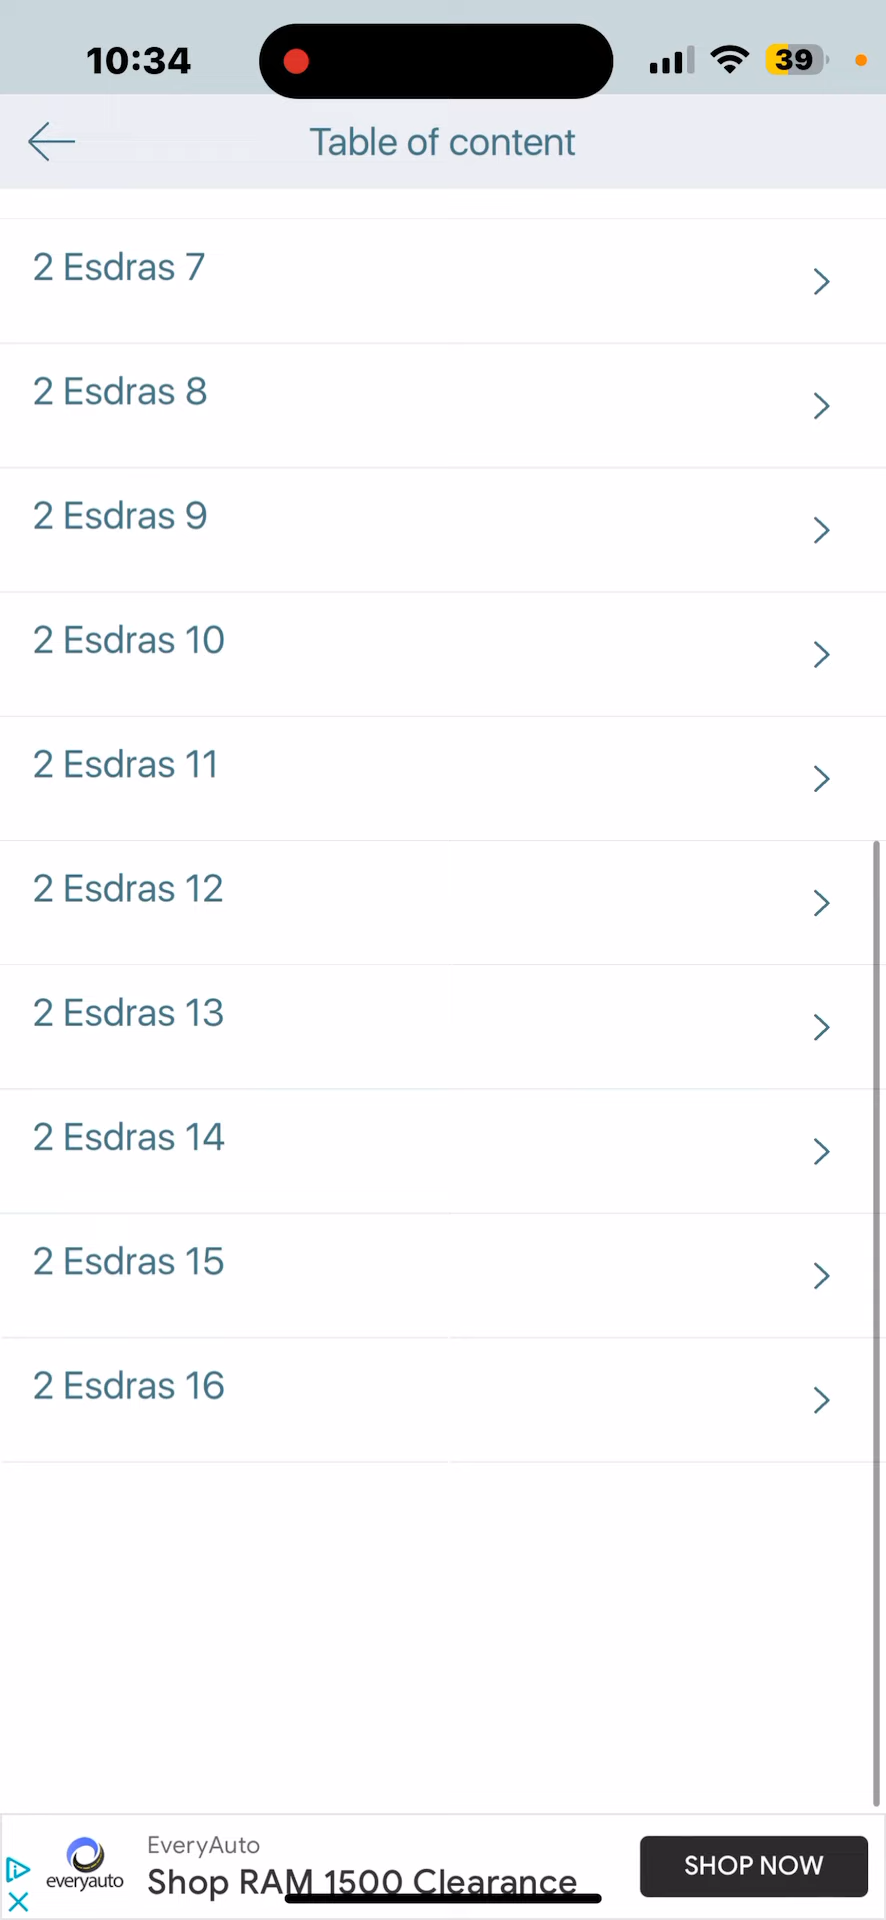 10:34
39
Table of content
2 Esdras 7
2 Esdras 8
2 Esdras 9
2 Esdras 10
2 Esdras 11
2 Esdras 12
2 Esdras 13
2 Esdras 14
2 Esdras 15
2 Esdras 16
EveryAuto
everyauto
Shop RAM 1500 Clearance
SHOP NOW